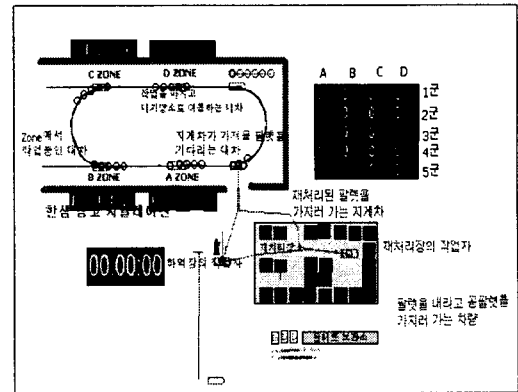 C ZONE
D ZONE
A B C D
작업을 마치고
대기장소로 이동하는 대차
1군
2군
3군
4군
5군
Zone에서
작업중인 대차
지게차가 가져올 팔렛을
기다리는 대차
B ZONE
A ZONE
재처리된 팔렛을
가지러 가는 지게차
00:00:00
재처리장의 작업자
팔렛을 내리고 공팔렛을
가지러 가는 차량